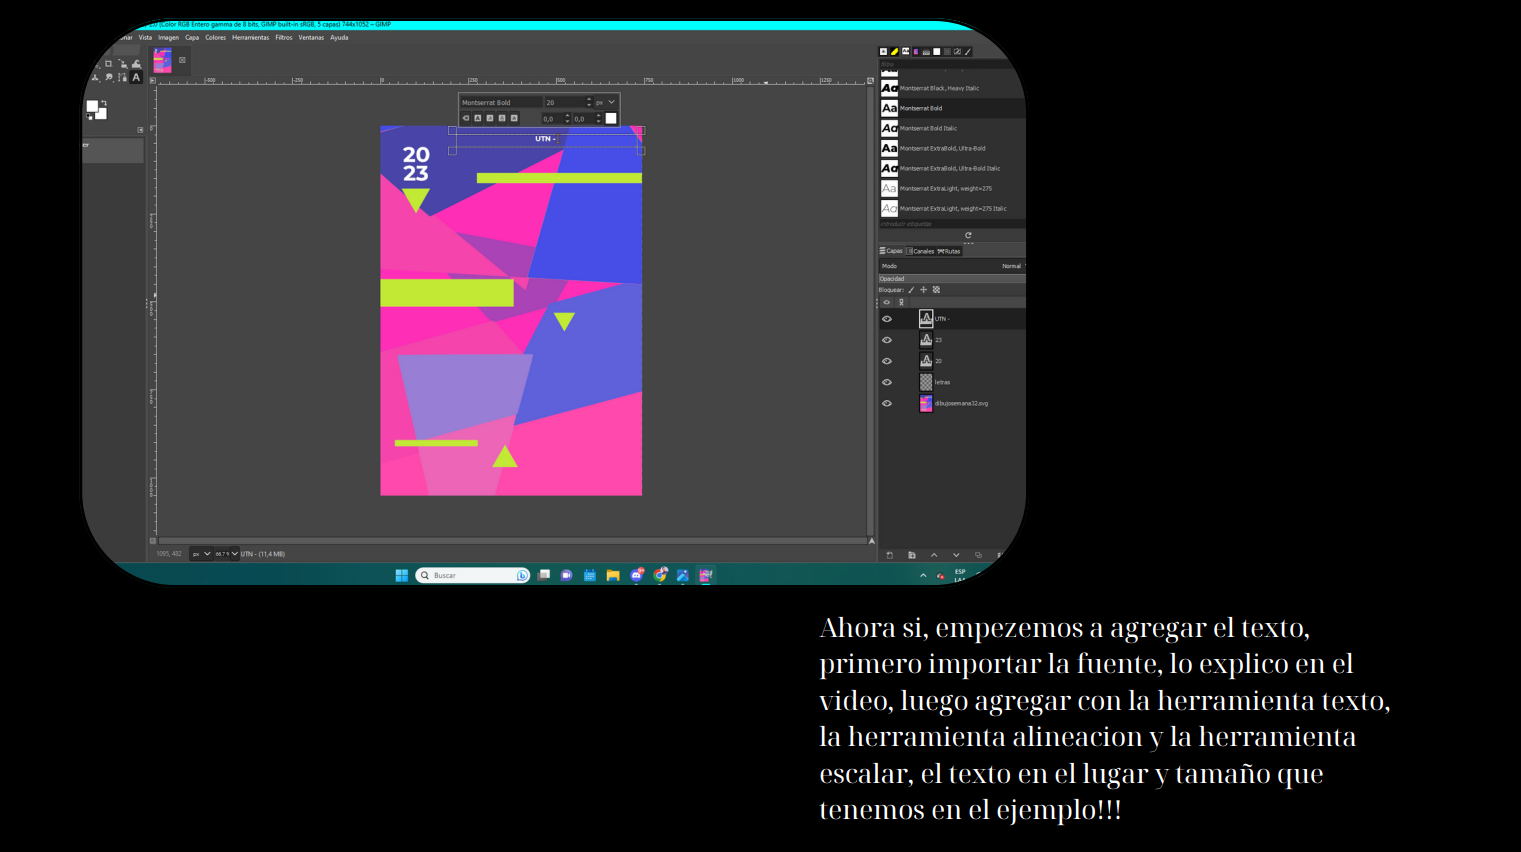 (Color RGB Entero gamma de 8 bits, GIMP built-in sRGB, 5 capas) 744x1052 – GIMP
Vista Imagen Capa Colores Herramientas Filtros Ventanas Ayuda
Montserrat Black, Heavy Italic
Montserrat Bold
Montserrat Bold Italic
Montserrat ExtraBold, Ultra-Bold
Montserrat ExtraBold, Ultra-Bold Italic
Montserrat ExtraLight, weight=275
Montserrat ExtraLight, weight=275 Italic
introducir etiquetas
Capas Canales Rutas
Modo Normal
Opacidad
Bloquear:
UTN -
23
20
letras
dibujosemana32.svg
Montserrat Bold 20 px
0,0 0,0
UTN -
20
23
1095, 482 px 66.7 % UTN - (11,4 MB)
Buscar
ESP
Ahora si, empezemos a agregar el texto,
primero importar la fuente, lo explico en el
video, luego agregar con la herramienta texto,
la herramienta alineacion y la herramienta
escalar, el texto en el lugar y tamaño que
tenemos en el ejemplo!!!